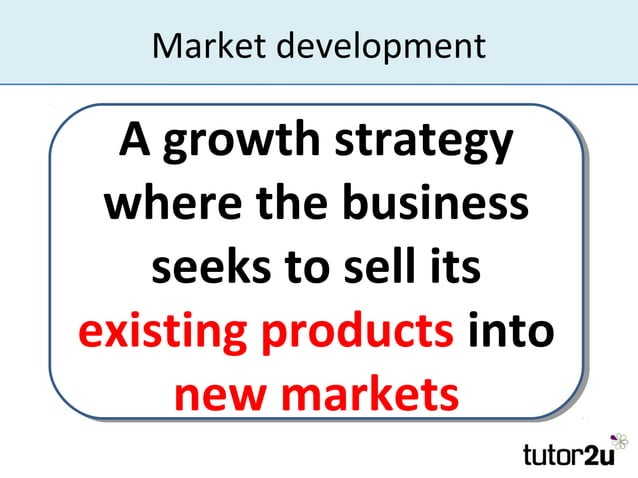 Market development
A growth strategy
where the business
seeks to sell its
existing products into
new markets
tutor2u